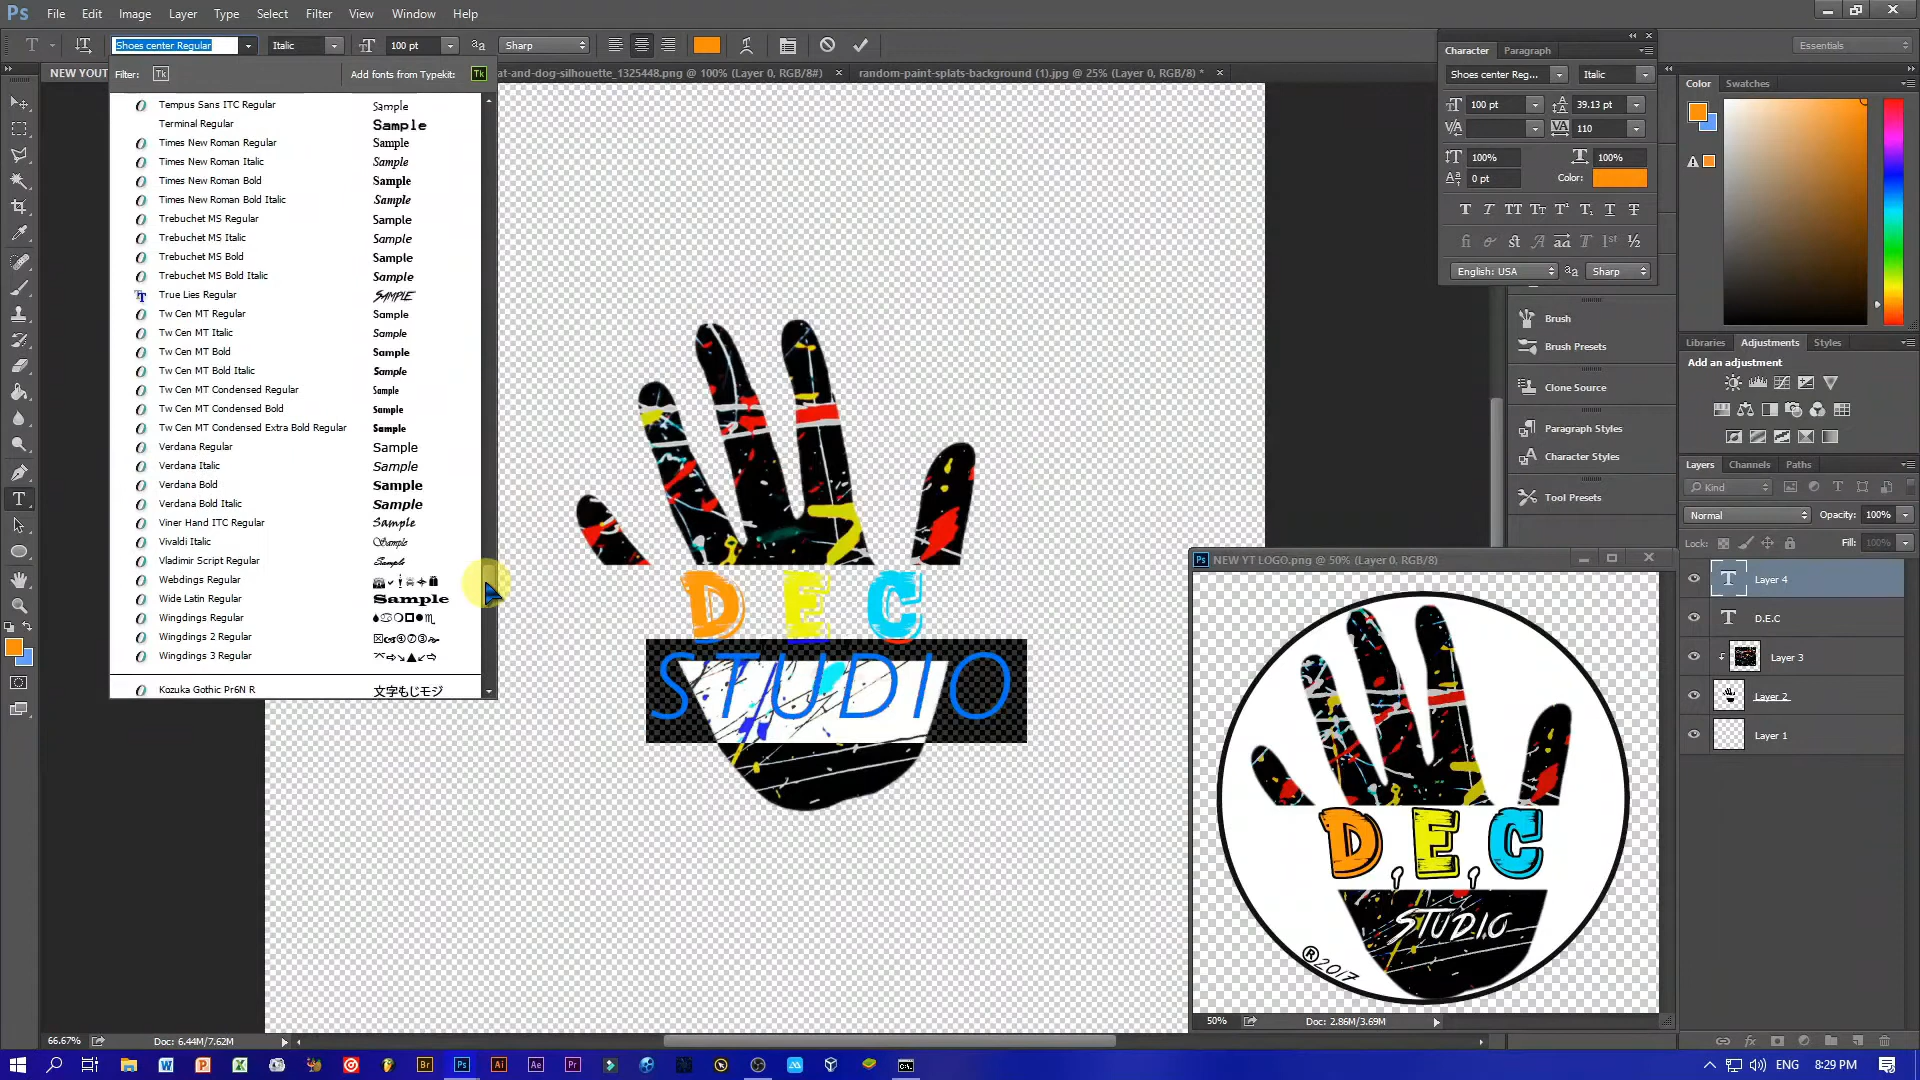 Ps File Edit Image Layer Type Select Filter View Window Help
Shoes center Regular Italic 100 pt Sharp Essentials
NEW YOUT at-and-dog-silhouette_1325448.png @ 100% (Layer 0, RGB/8#) × random-paint-splats-background (1).jpg @ 25% (Layer 0, RGB/8) * ×
Filter: Tk Add fonts from Typekit: Tk
Tempus Sans ITC Regular Sample
Terminal Regular Sample
Times New Roman Regular Sample
Times New Roman Italic Sample
Times New Roman Bold Sample
Times New Roman Bold Italic Sample
Trebuchet MS Regular Sample
Trebuchet MS Italic Sample
Trebuchet MS Bold Sample
Trebuchet MS Bold Italic Sample
True Lies Regular SAMPLE
Tw Cen MT Regular Sample
Tw Cen MT Italic Sample
Tw Cen MT Bold Sample
Tw Cen MT Bold Italic Sample
Tw Cen MT Condensed Regular Sample
Tw Cen MT Condensed Bold Sample
Tw Cen MT Condensed Extra Bold Regular Sample
Verdana Regular Sample
Verdana Italic Sample
Verdana Bold Sample
Verdana Bold Italic Sample
Viner Hand ITC Regular Sample
Vivaldi Italic Sample
Vladimir Script Regular Sample
Webdings Regular
Wide Latin Regular Sample
Wingdings Regular
Wingdings 2 Regular
Wingdings 3 Regular
Kozuka Gothic Pr6N R 文字もじモジ
D E C
STUDIO
Character Paragraph
Shoes center Reg... Italic
100 pt 39.13 pt
110
100% 100%
0 pt Color:
English: USA Sharp
Brush
Brush Presets
Clone Source
Paragraph Styles
Character Styles
Tool Presets
Color Swatches
Libraries Adjustments Styles
Add an adjustment
Layers Channels Paths
Kind
Normal Opacity: 100%
Lock: Fill: 100%
Layer 4
D.E.C
Layer 3
Layer 2
Layer 1
NEW YT LOGO.png @ 50% (Layer 0, RGB/8)
D,E,C
STUD.I.O
®2017
50% Doc: 2.86M/3.69M
66.67% Doc: 6.44M/7.62M
ENG 8:29 PM